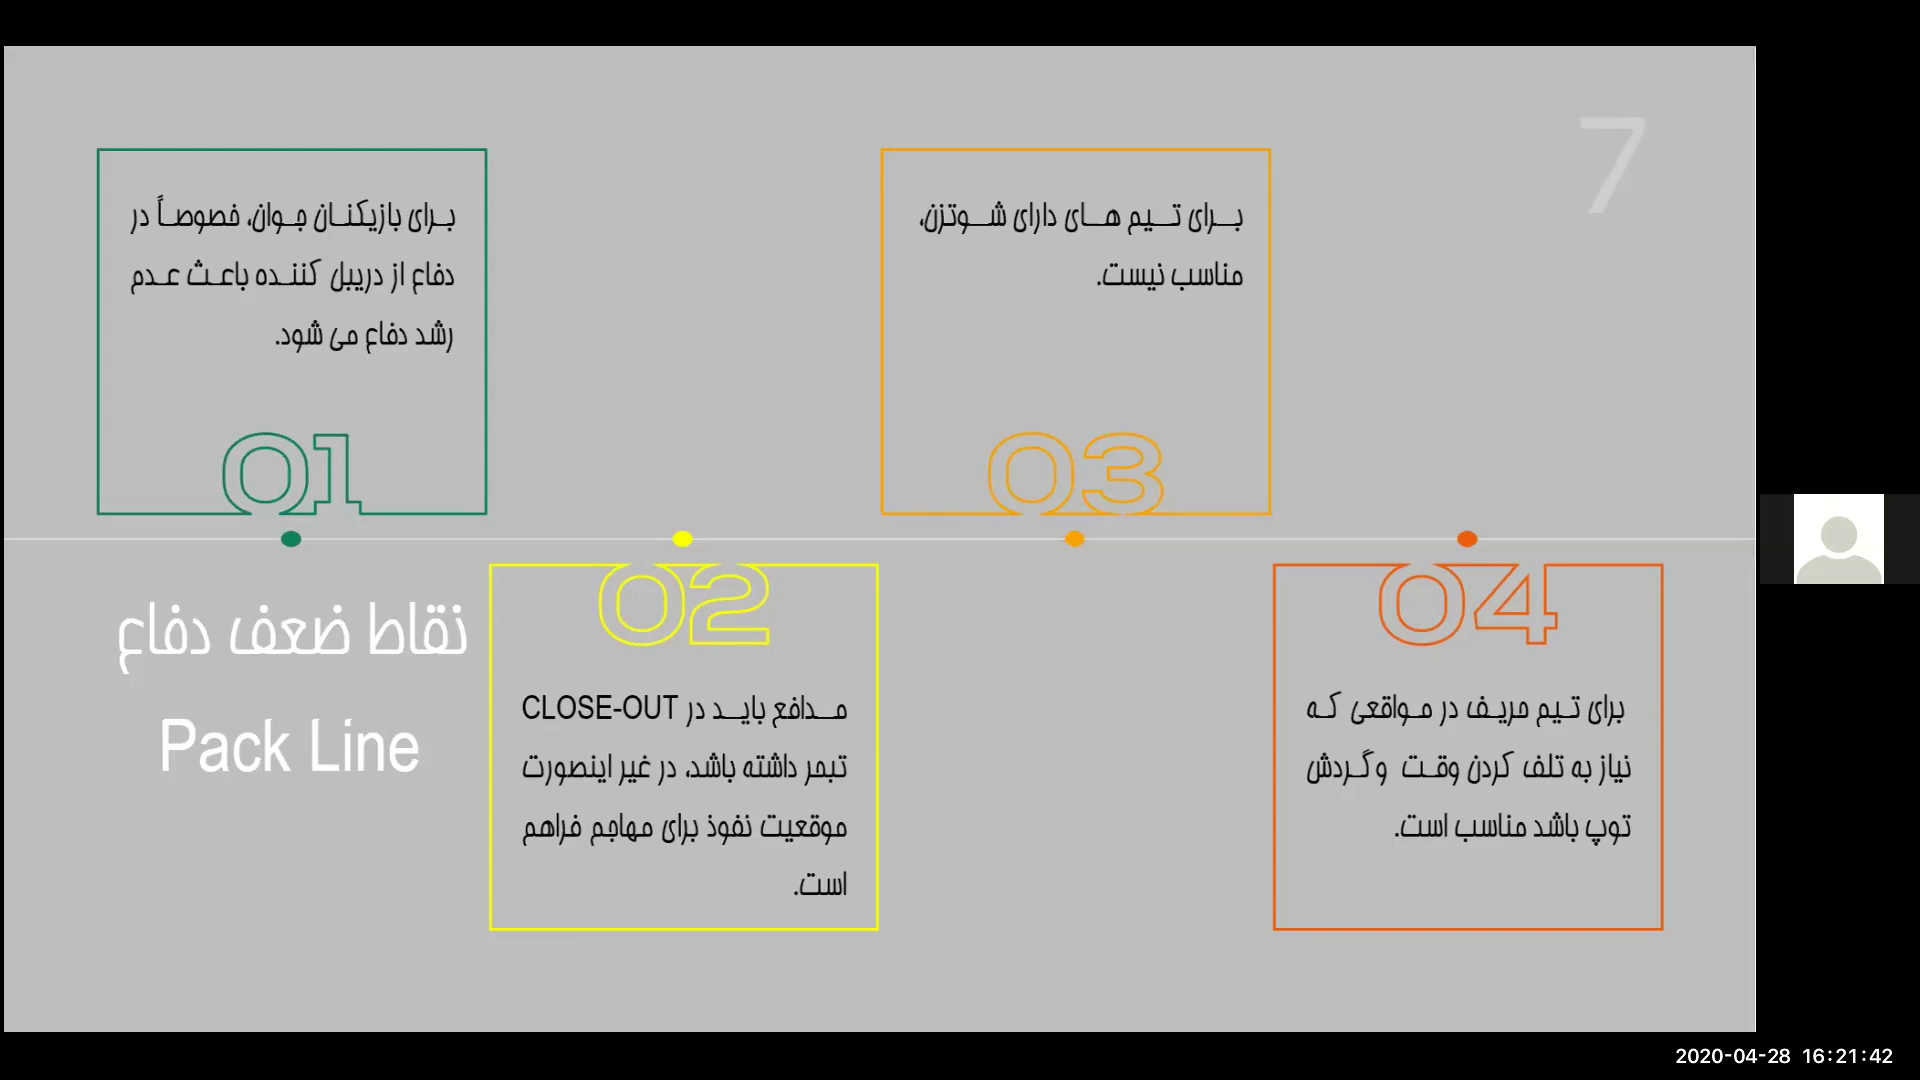 7
برای بازیکنان جوان، خصوصاً در
دفاع از دریبل کننده باعث عدم
رشد دفاع می شود.
01
برای تیم های دارای شوتزن،
مناسب نیست.
03
نقاط ضعف دفاع
Pack Line
02
مدافع باید در CLOSE-OUT
تبحر داشته باشد، در غیر اینصورت
موقعیت نفوذ برای مهاجم فراهم
است.
04
برای تیم حریف در مواقعی که
نیاز به تلف کردن وقت وگردش
توپ باشد مناسب است.
2020-04-28 16:21:42